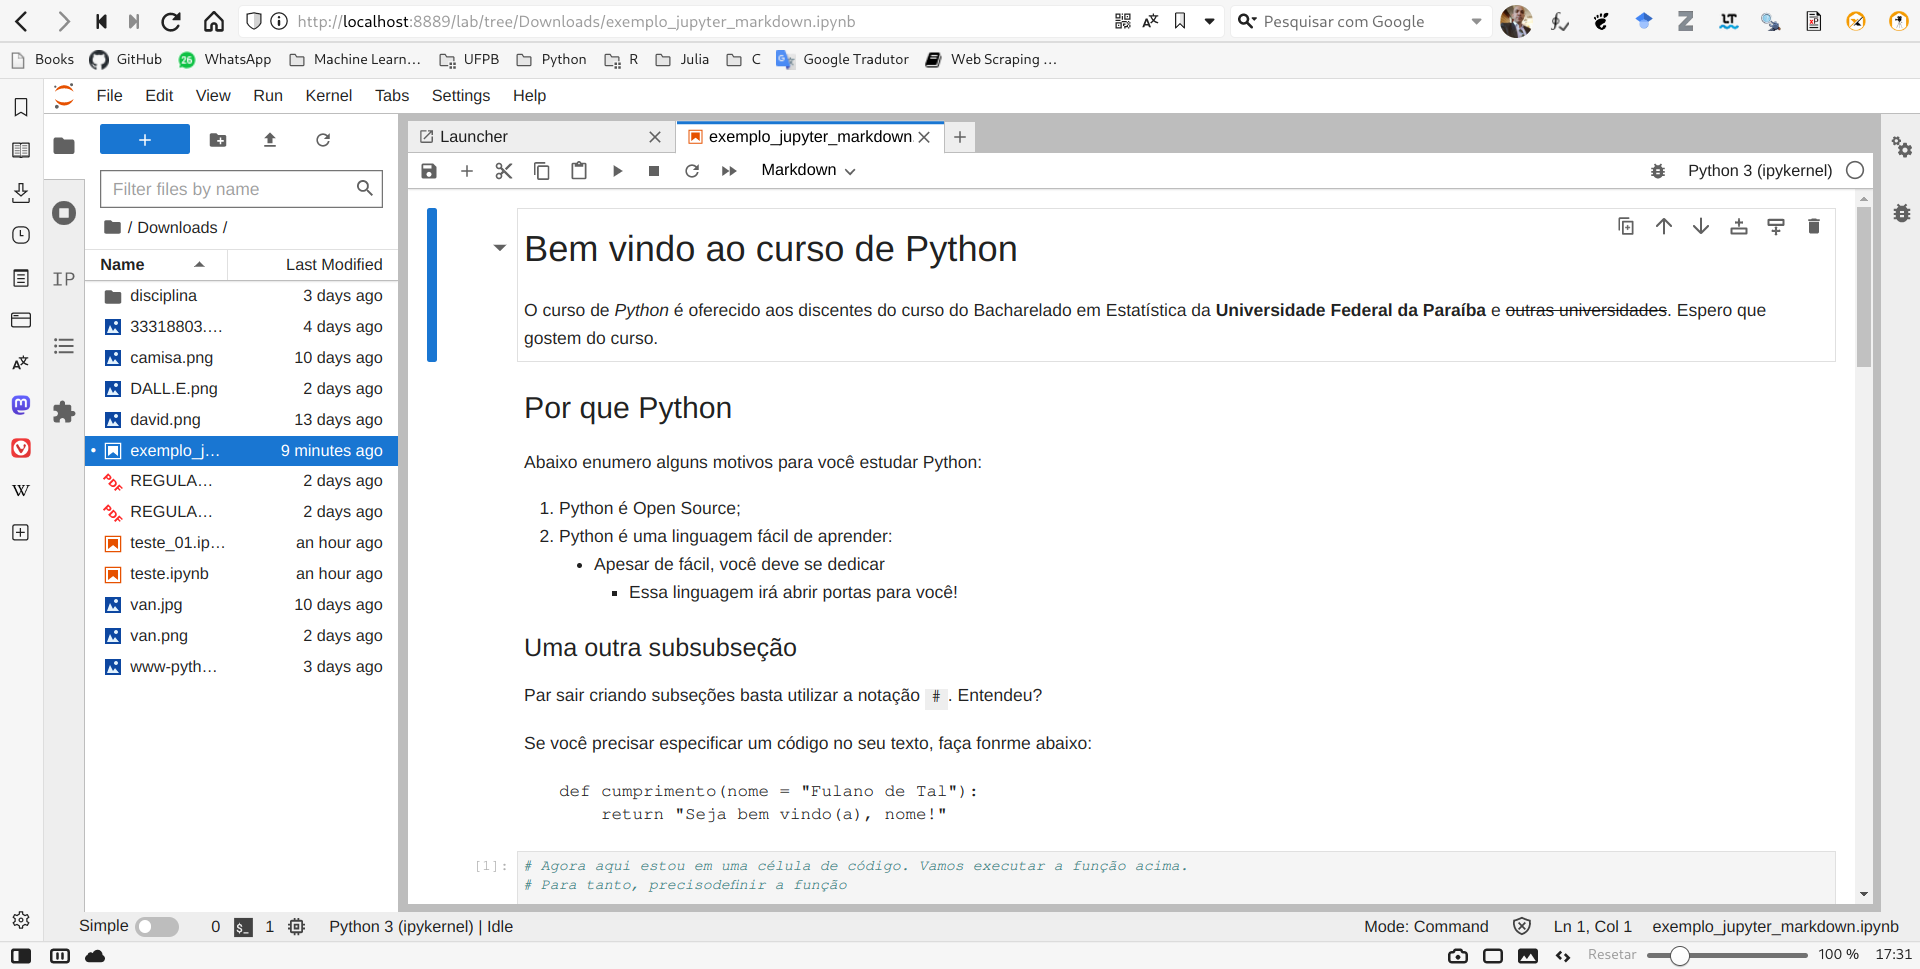 http://localhost:8889/lab/tree/Downloads/exemplo_jupyter_markdown.ipynb
Pesquisar com Google
Books
GitHub
26
WhatsApp
Machine Learn...
UFPB
Python
R
Julia
C
Google Tradutor
Web Scraping ...
File Edit View Run Kernel Tabs Settings Help
+
Filter files by name
/ Downloads /
Name Last Modified
disciplina 3 days ago
33318803.... 4 days ago
camisa.png 10 days ago
DALL.E.png 2 days ago
david.png 13 days ago
exemplo_j... 9 minutes ago
REGULA... 2 days ago
REGULA... 2 days ago
teste_01.ip... an hour ago
teste.ipynb an hour ago
van.jpg 10 days ago
van.png 2 days ago
www-pyth... 3 days ago
IP
Launcher
exemplo_jupyter_markdown
Markdown
Python 3 (ipykernel)
Bem vindo ao curso de Python
O curso de Python é oferecido aos discentes do curso do Bacharelado em Estatística da Universidade Federal da Paraíba e outras universidades. Espero que
gostem do curso.
Por que Python
Abaixo enumero alguns motivos para você estudar Python:
1. Python é Open Source;
2. Python é uma linguagem fácil de aprender:
• Apesar de fácil, você deve se dedicar
▪ Essa linguagem irá abrir portas para você!
Uma outra subsubseção
Par sair criando subseções basta utilizar a notação #. Entendeu?
Se você precisar especificar um código no seu texto, faça fonrme abaixo:
def cumprimento(nome = "Fulano de Tal"):
    return "Seja bem vindo(a), nome!"
[1]: # Agora aqui estou em uma célula de código. Vamos executar a função acima.
# Para tanto, precisodefinir a função
Simple 0 $_ 1 Python 3 (ipykernel) | Idle
Mode: Command Ln 1, Col 1 exemplo_jupyter_markdown.ipynb
Resetar 100 % 17:31